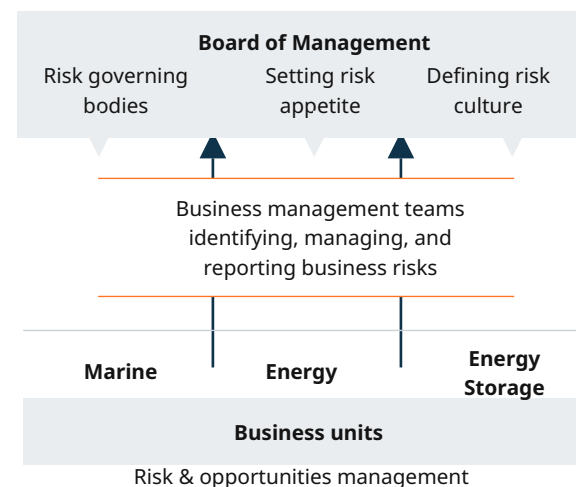 Board of Management
Risk governing
bodies
Setting risk
appetite
Defining risk
culture
Business management teams
identifying, managing, and
reporting business risks
Marine
Energy
Energy
Storage
Business units
Risk & opportunities management